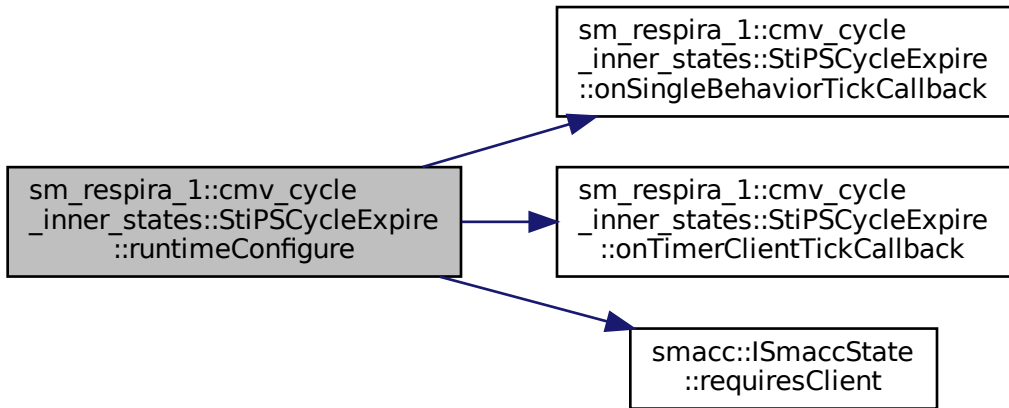 sm_respira_1::cmv_cycle
_inner_states::StiPSCycleExpire
::onSingleBehaviorTickCallback
sm_respira_1::cmv_cycle
_inner_states::StiPSCycleExpire
::runtimeConfigure
sm_respira_1::cmv_cycle
_inner_states::StiPSCycleExpire
::onTimerClientTickCallback
smacc::ISmaccState
::requiresClient